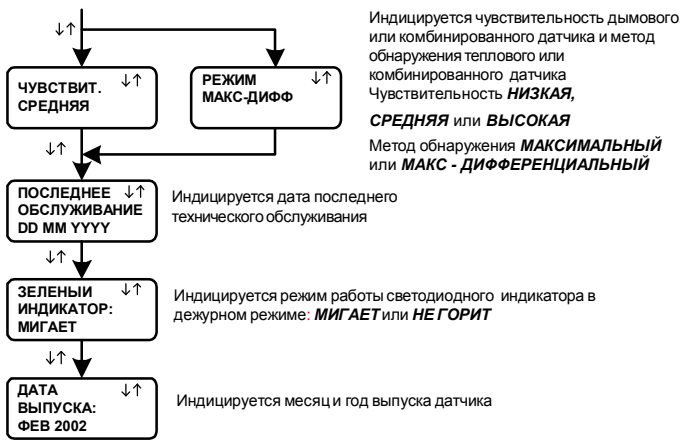 ↓↑
ЧУВСТВИТ. ↓↑
СРЕДНЯЯ
РЕЖИМ ↓↑
МАКС-ДИФФ
Индицируется чувствительность дымового
или комбинированного датчика и метод
обнаружения теплового или
комбинированного датчика
Чувствительность НИЗКАЯ,
СРЕДНЯЯ или ВЫСОКАЯ
Метод обнаружения МАКСИМАЛЬНЫЙ
или МАКС - ДИФФЕРЕНЦИАЛЬНЫЙ
↓↑
ПОСЛЕДНЕЕ ↓↑
ОБСЛУЖИВАНИЕ
DD MM YYYY
Индицируется дата последнего
технического обслуживания
↓↑
ЗЕЛЕНЫИ ↓↑
ИНДИКАТОР:
МИГАЕТ
Индицируется режим работы светодиодного индикатора в
дежурном режиме: МИГАЕТ или НЕ ГОРИТ
↓↑
ДАТА ↓↑
ВЫПУСКА:
ФЕВ 2002
Индицируется месяц и год выпуска датчика